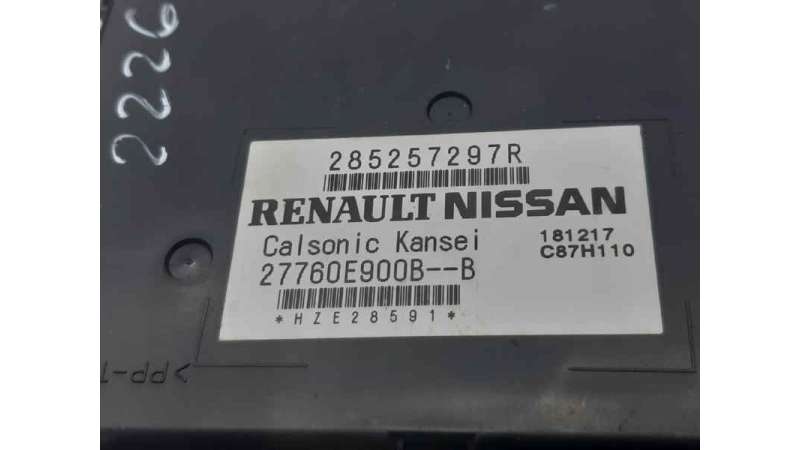 2226
285257297R
RENAULT NISSAN
Calsonic Kansei
181217
C87H110
27760E900B--B
*HZE28591*
>PP-T